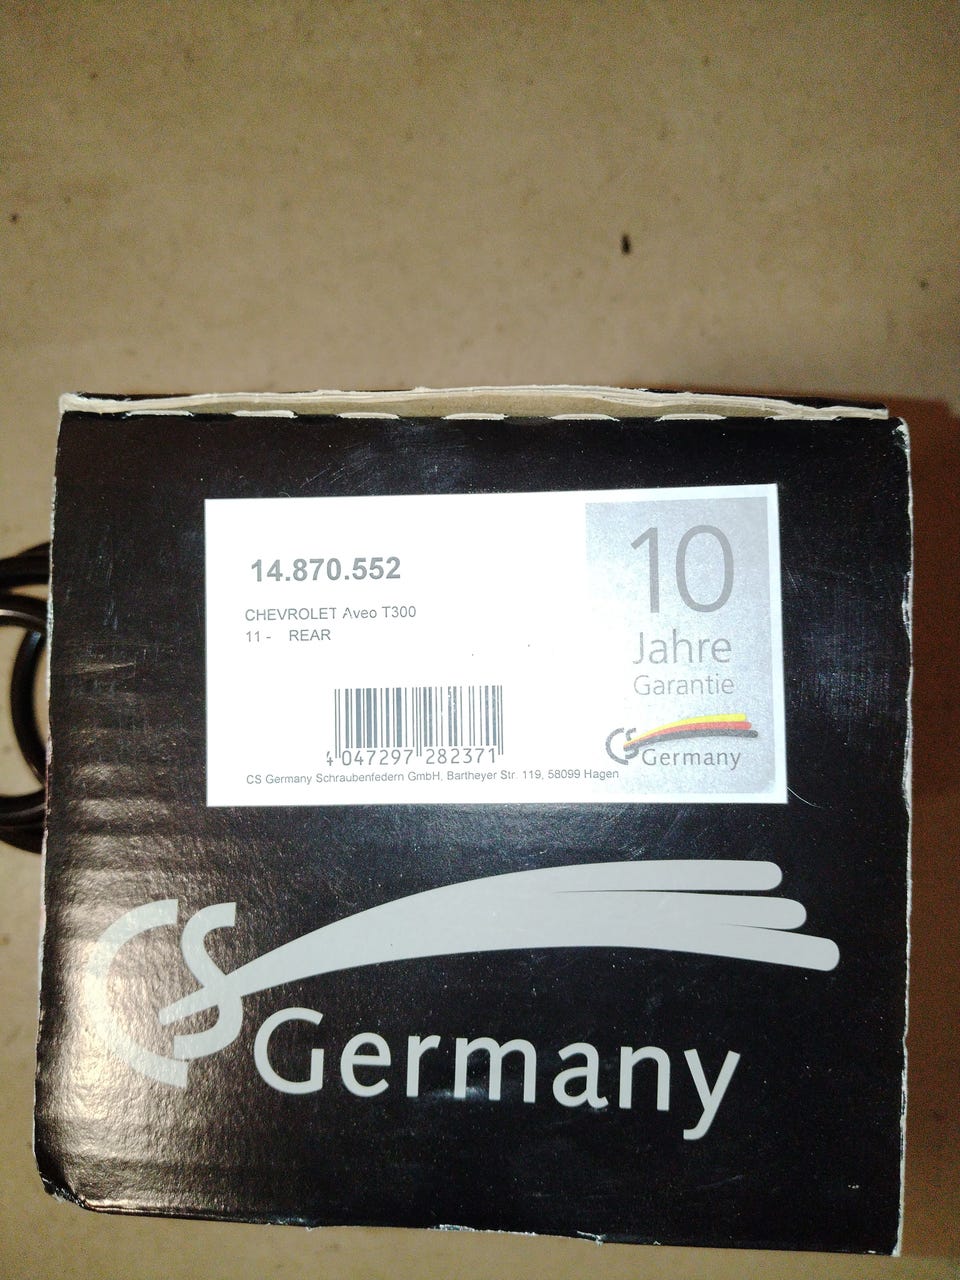 14.870.552
CHEVROLET Aveo T300
11 - REAR
4 047297 282371
CS Germany Schraubenfedern GmbH, Bartheyer Str. 119, 58099 Hagen
10
Jahre
Garantie
CS Germany
CS
Germany